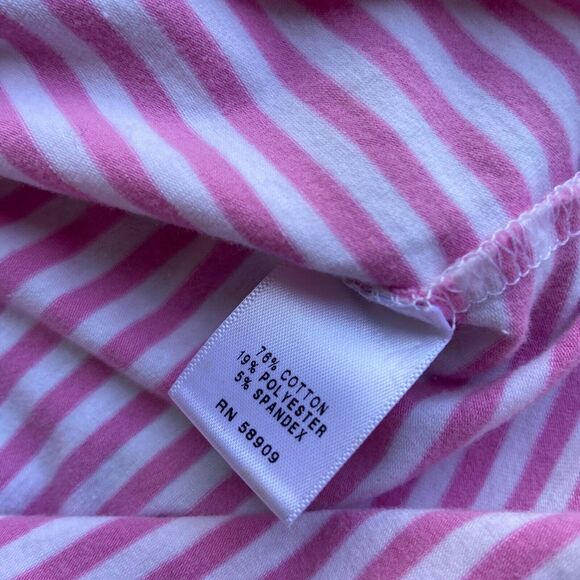 76% COTTON
19% POLYESTER
5% SPANDEX
RN 58909